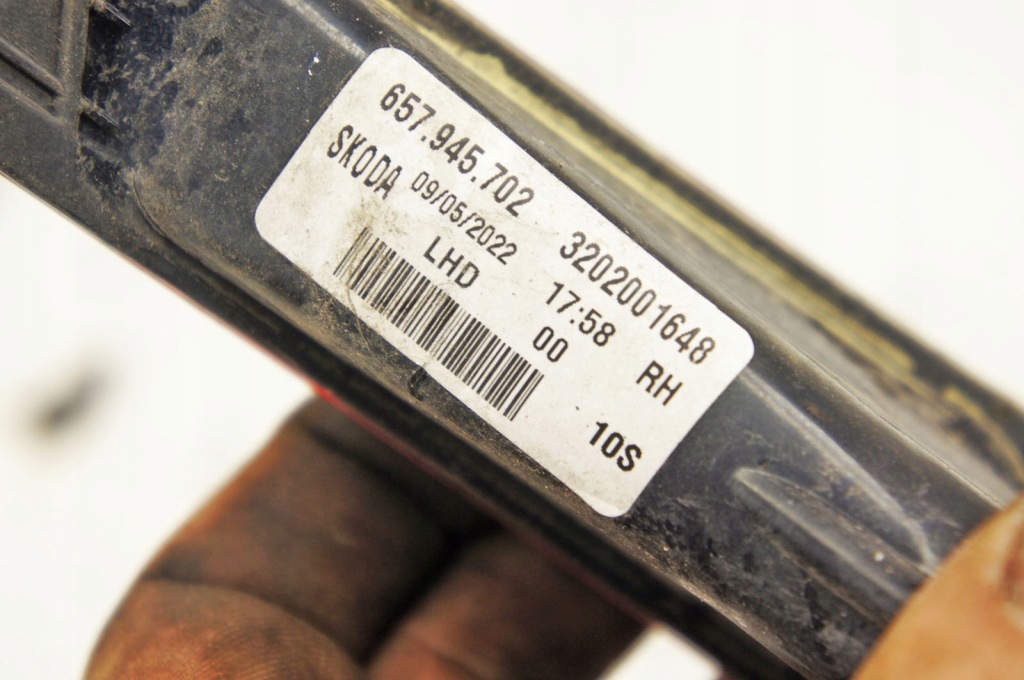 657.945.702 3202001648
SKODA 09/05/2022 17:58 RH
LHD 00
10S